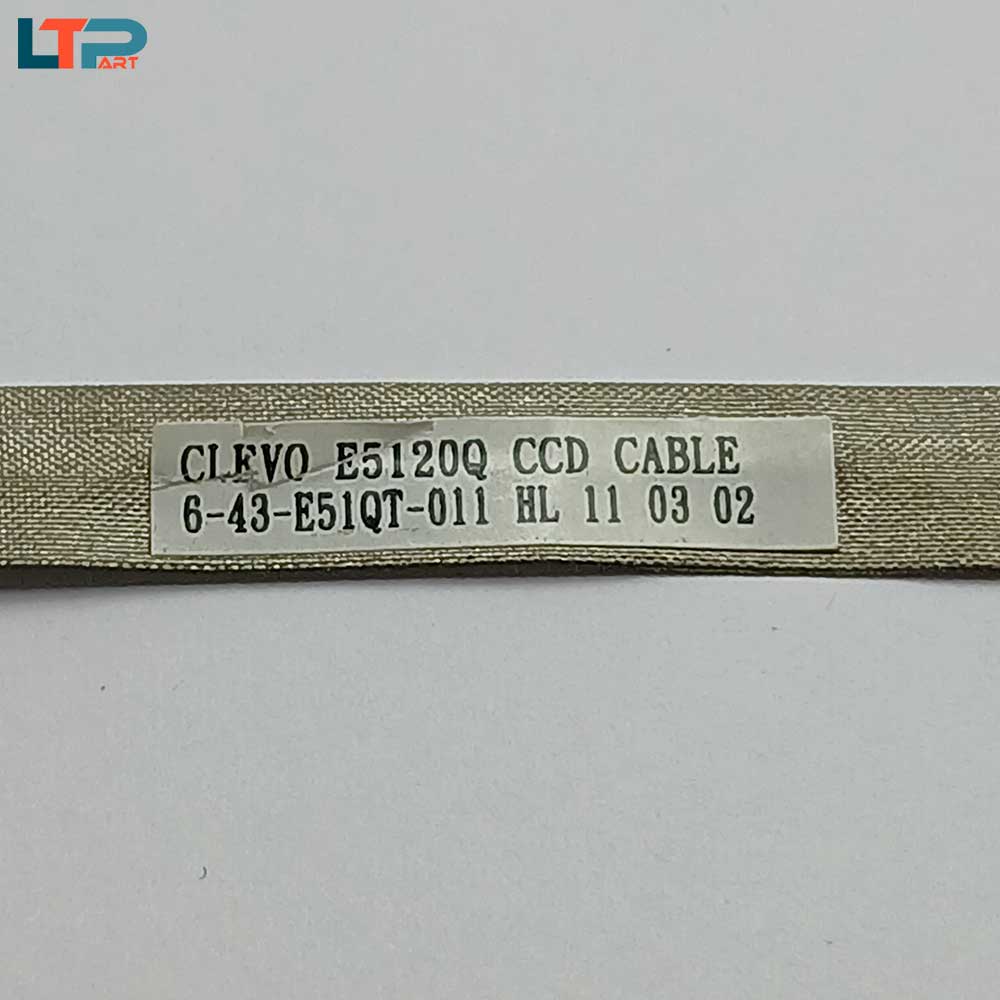 LTPART
CLEVO E5120Q CCD CABLE
6-43-E51QT-011 HL 11 03 02